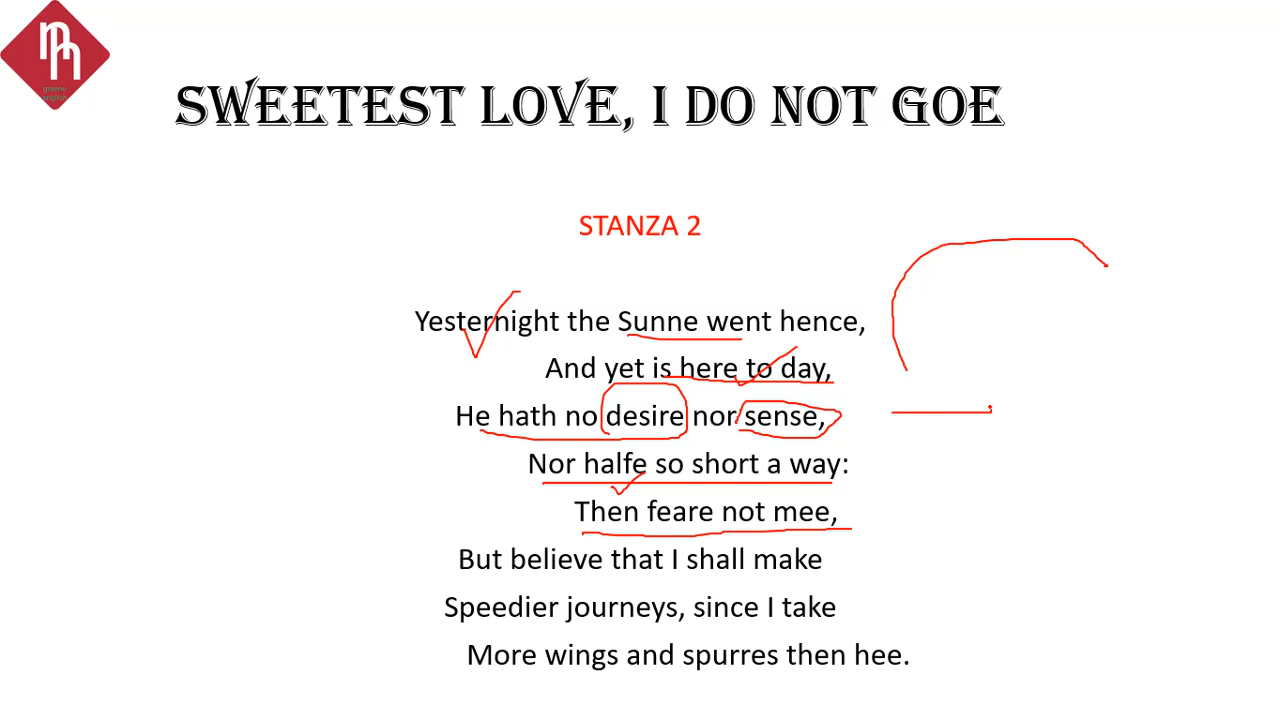 greene
english
SWEETEST LOVE, I DO NOT GOE
STANZA 2
Yesternight the Sunne went hence,
And yet is here to day,
He hath no desire nor sense,
Nor halfe so short a way:
Then feare not mee,
But believe that I shall make
Speedier journeys, since I take
More wings and spurres then hee.